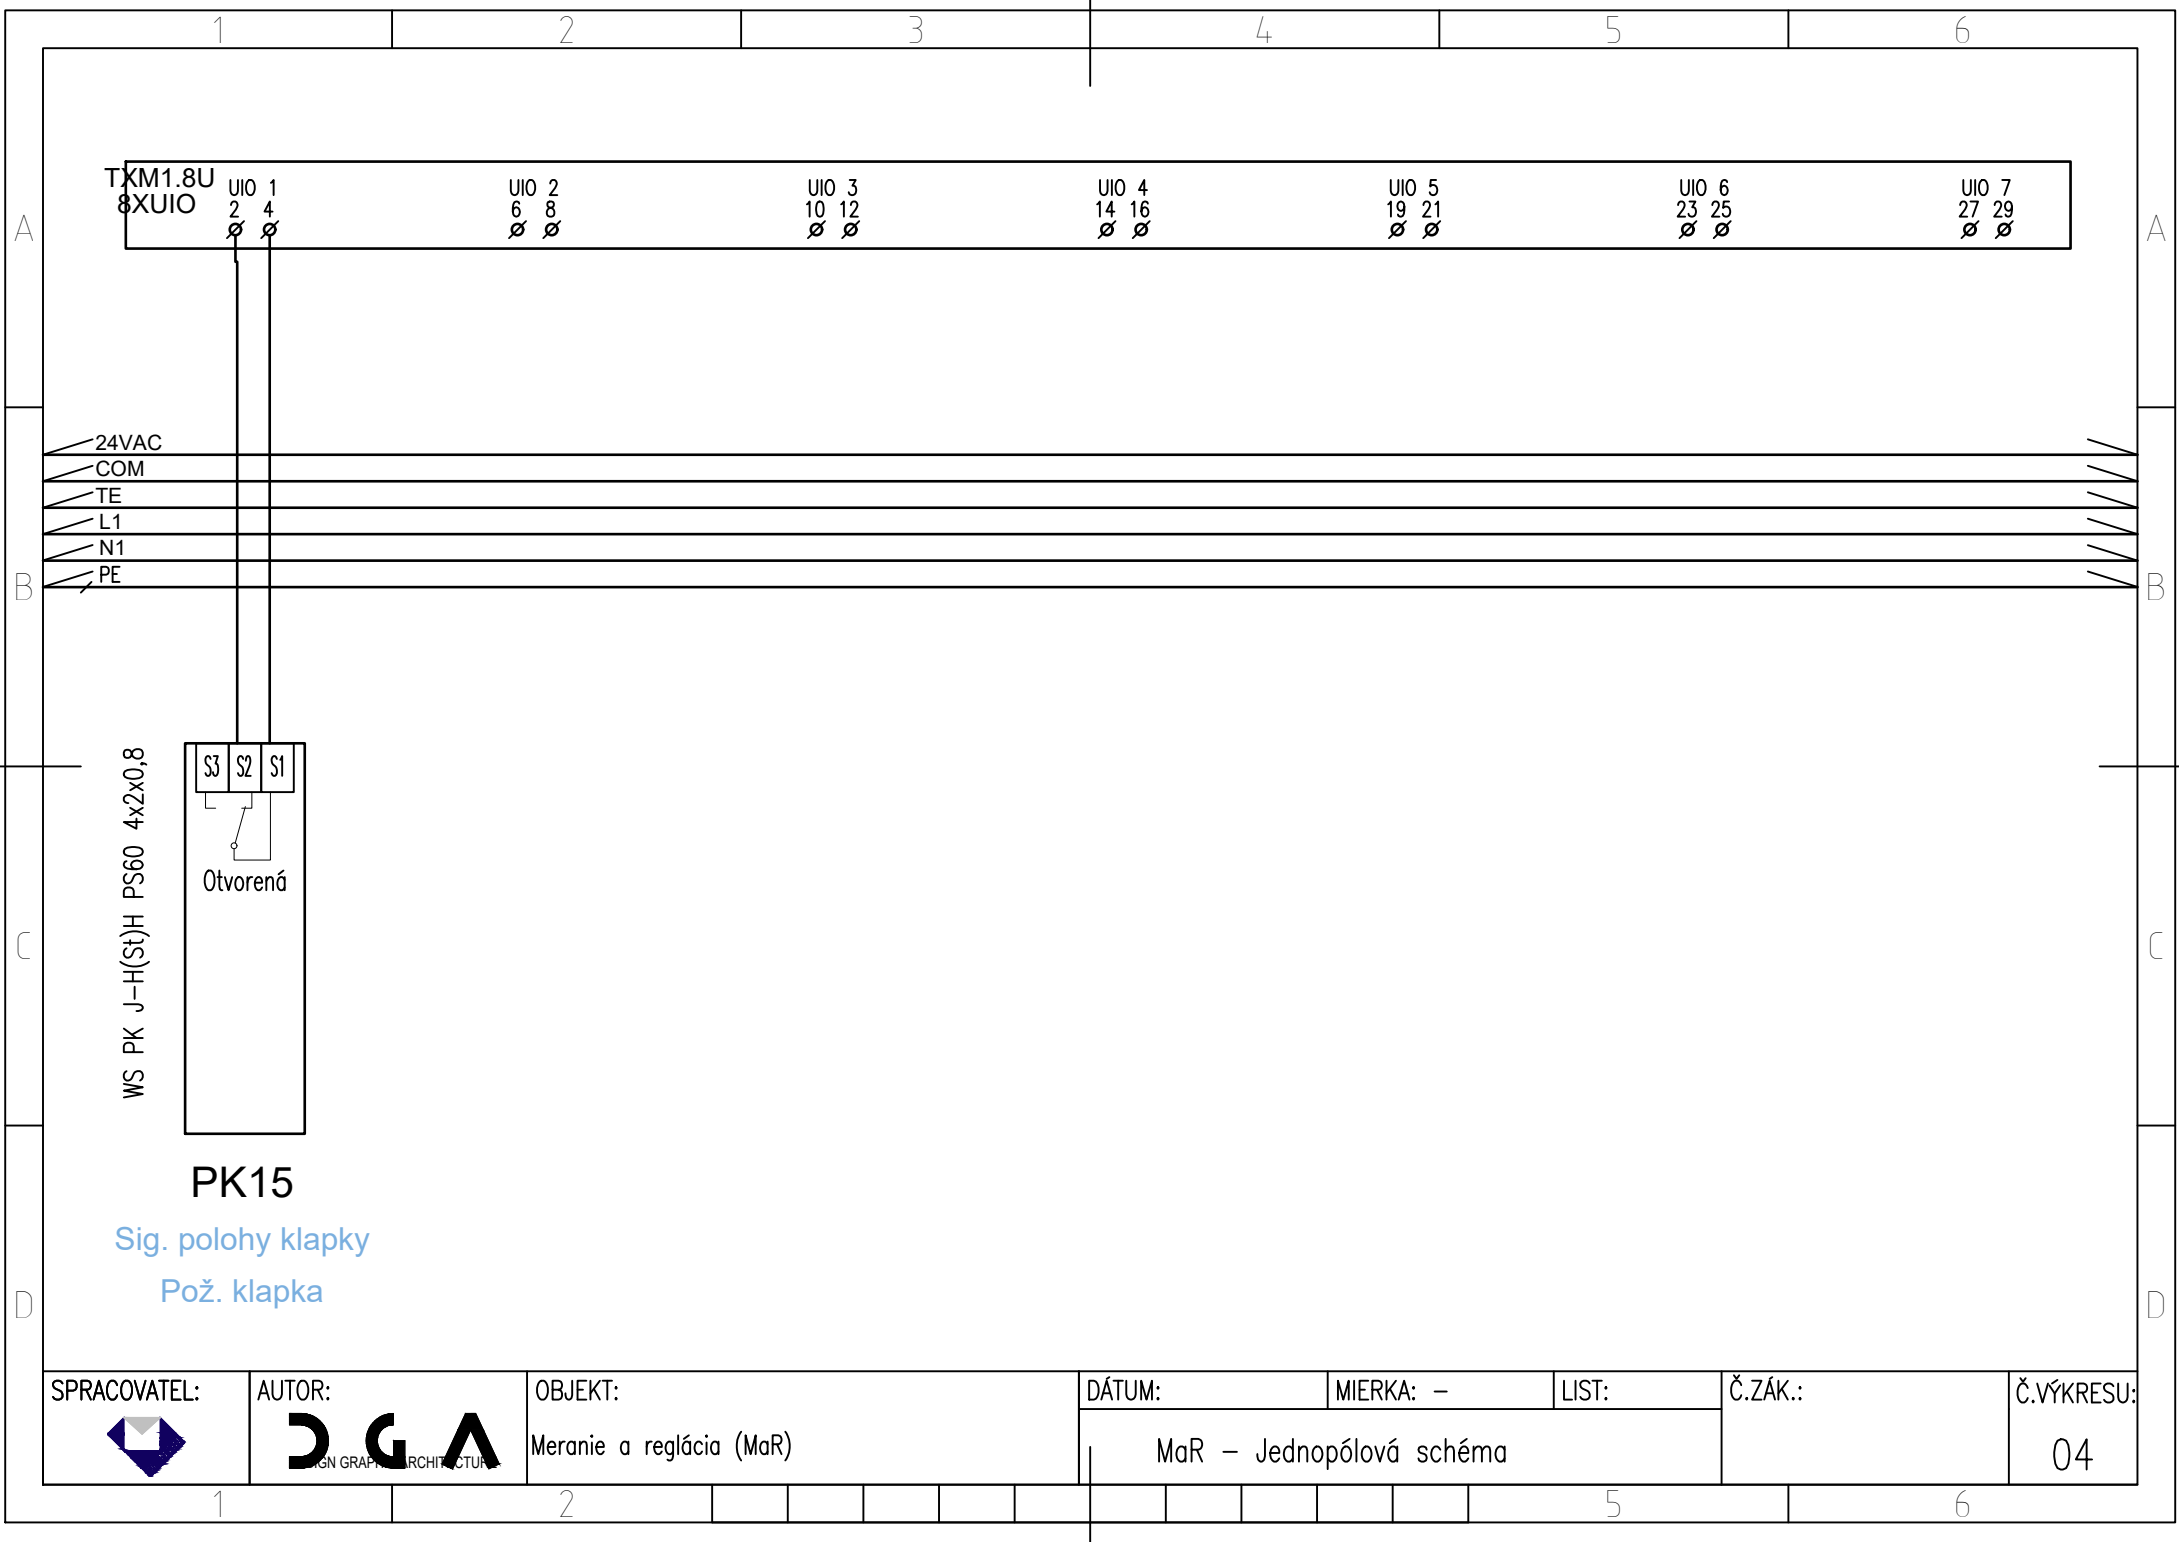 1 2 3 4 5 6
TXM1.8U
8XUIO
UIO 1
2 4
UIO 2
6 8
UIO 3
10 12
UIO 4
14 16
UIO 5
19 21
UIO 6
23 25
UIO 7
27 29
A A
24VAC
COM
TE
L1
N1
PE
B B
S3 S2 S1
Otvorená
WS PK J-H(St)H PS60 4x2x0,8
C C
PK15
Sig. polohy klapky
Pož. klapka
D D
SPRACOVATEL:
AUTOR:
DGA
OBJEKT:
Meranie a reglácia (MaR)
DÁTUM:
MIERKA: -
LIST:
MaR - Jednopólová schéma
Č.ZÁK.:
Č.VÝKRESU:
04
1 2 5 6